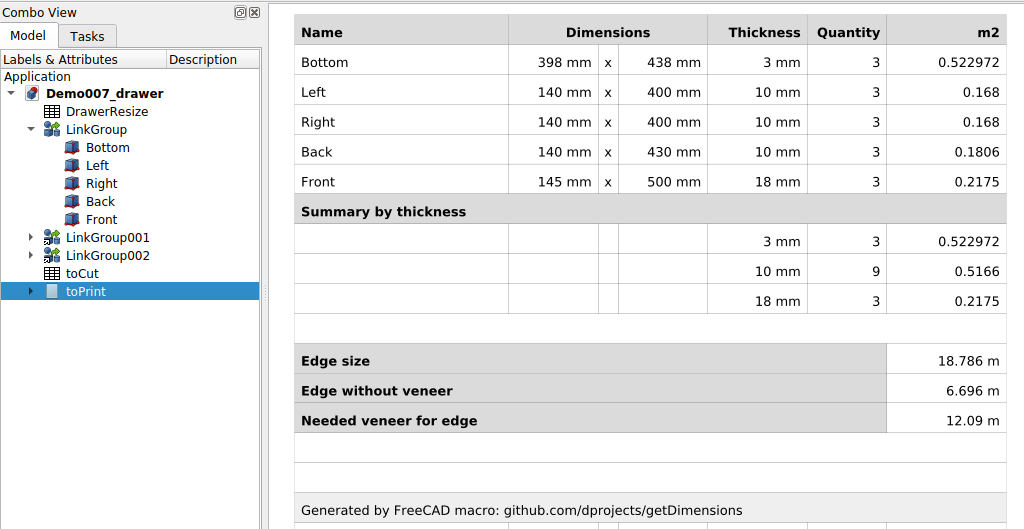 Combo View
Model Tasks
Labels & Attributes Description
Application
Demo007_drawer
DrawerResize
LinkGroup
Bottom
Left
Right
Back
Front
LinkGroup001
LinkGroup002
toCut
toPrint
Name Dimensions Thickness Quantity m2
Bottom 398 mm x 438 mm 3 mm 3 0.522972
Left 140 mm x 400 mm 10 mm 3 0.168
Right 140 mm x 400 mm 10 mm 3 0.168
Back 140 mm x 430 mm 10 mm 3 0.1806
Front 145 mm x 500 mm 18 mm 3 0.2175
Summary by thickness
3 mm 3 0.522972
10 mm 9 0.5166
18 mm 3 0.2175
Edge size 18.786 m
Edge without veneer 6.696 m
Needed veneer for edge 12.09 m
Generated by FreeCAD macro: github.com/dprojects/getDimensions